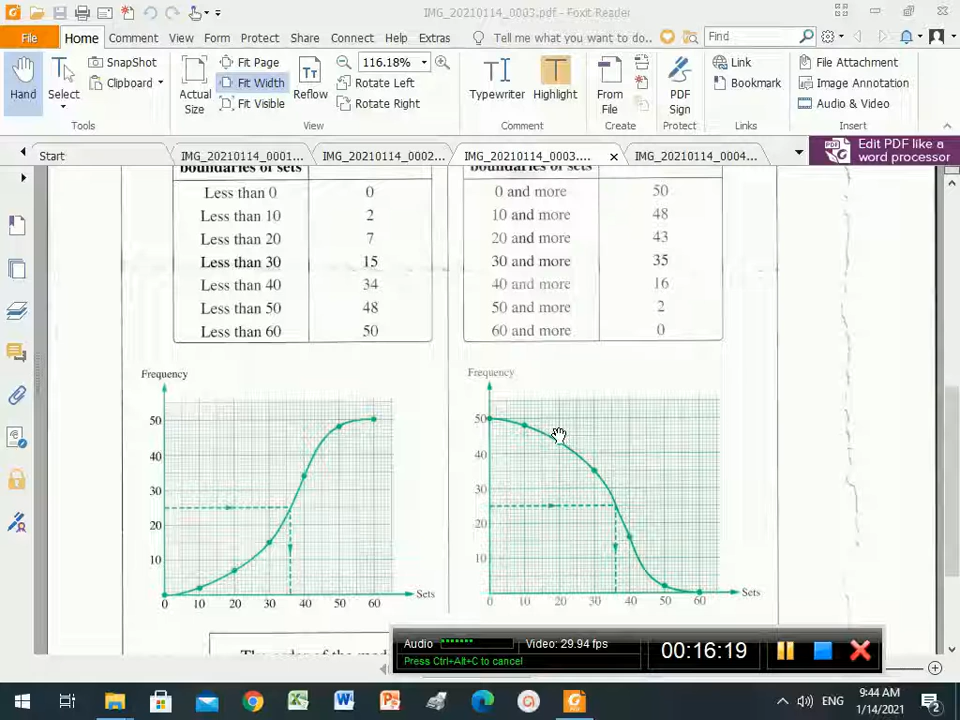 IMG_20210114_0003.pdf - Foxit Reader
File Home Comment View Form Protect Share Connect Help Extras Tell me what you want to do.. Find
Hand
Select
SnapShot
Clipboard
Actual Size
Fit Page
Fit Width
Fit Visible
Reflow
116.18%
Rotate Left
Rotate Right
Typewriter
Highlight
From File
PDF Sign
Link
Bookmark
File Attachment
Image Annotation
Audio & Video
Tools View Comment Create Protect Links Insert
Start IMG_20210114_0001... IMG_20210114_0002... IMG_20210114_0003.... IMG_20210114_0004....
Edit PDF like a word processor
boundaries of sets
Less than 0 0
Less than 10 2
Less than 20 7
Less than 30 15
Less than 40 34
Less than 50 48
Less than 60 50
boundaries of sets
0 and more 50
10 and more 48
20 and more 43
30 and more 35
40 and more 16
50 and more 2
60 and more 0
Frequency
50
40
30
20
10
0 10 20 30 40 50 60 Sets
Frequency
50
40
30
20
10
0 10 20 30 40 50 60 Sets
Audio Video: 29.94 fps
Press Ctrl+Alt+C to cancel
00:16:19
ENG
9:44 AM
1/14/2021
2